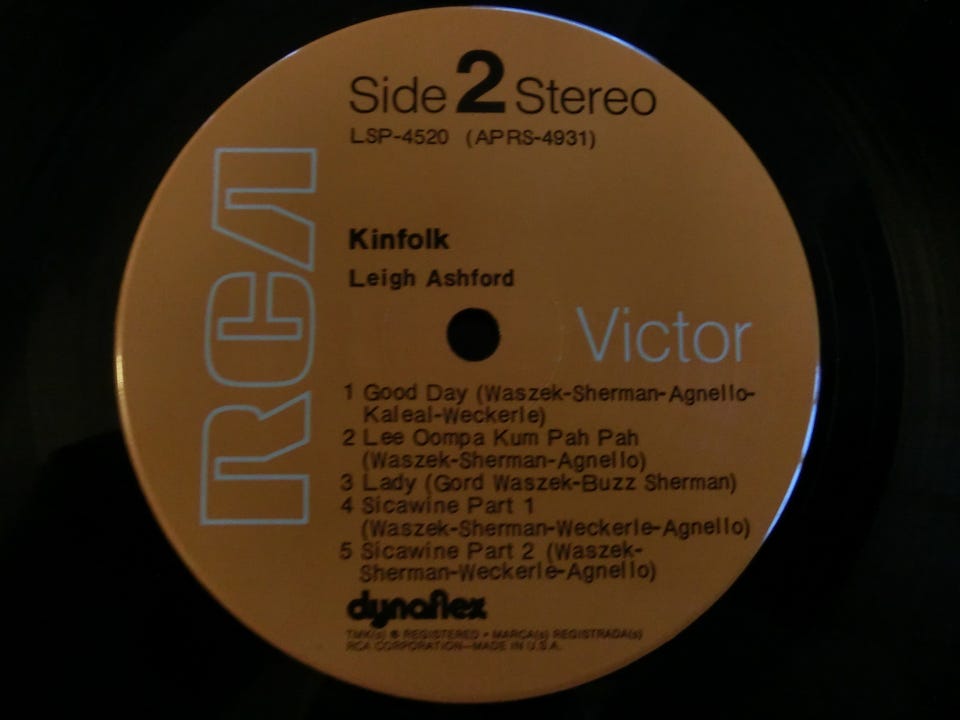 Side 2 Stereo
LSP-4520 (APRS-4931)
RCA
Kinfolk
Leigh Ashford
Victor
1 Good Day (Waszek-Sherman-Agnello-
Kaleal-Weckerle)
2 Lee Oompa Kum Pah Pah
(Waszek-Sherman-Agnello)
3 Lady (Gord Waszek-Buzz Sherman)
4 Sicawine Part 1
(Waszek-Sherman-Weckerle-Agnello)
5 Sicawine Part 2 (Waszek-
Sherman-Weckerle-Agnello)
dynaflex
TMK(s) ® REGISTERED • MARCA(s) REGISTRADA(s)
RCA CORPORATION—MADE IN U.S.A.